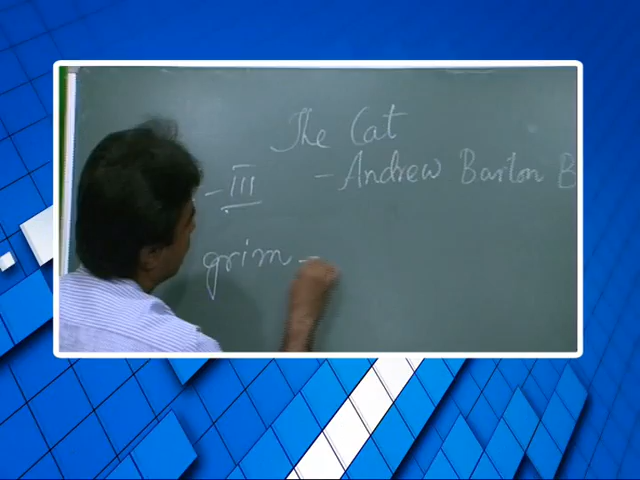 The Cat
- III - Andrew Barton B
grim -